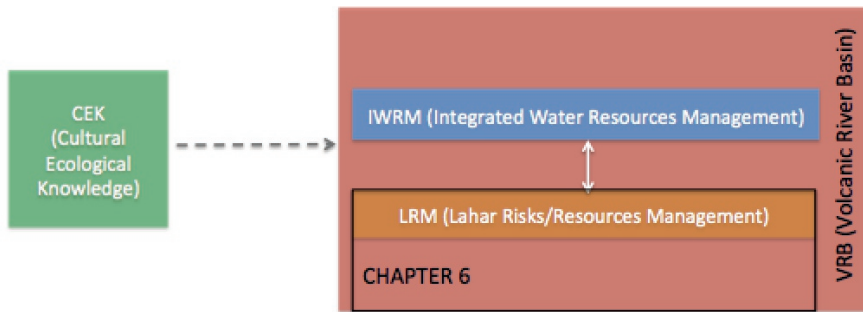 CEK
(Cultural
Ecological
Knowledge)
IWRM (Integrated Water Resources Management)
LRM (Lahar Risks/Resources Management)
CHAPTER 6
VRB (Volcanic River Basin)